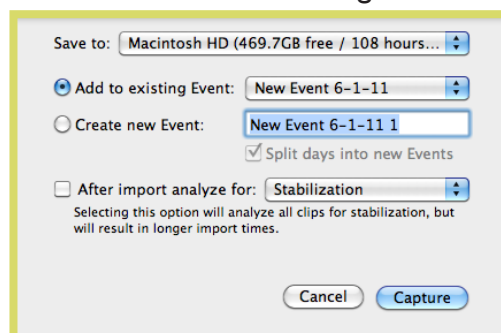 Save to: Macintosh HD (469.7GB free / 108 hours...
Add to existing Event: New Event 6-1-11
Create new Event: New Event 6-1-11 1
Split days into new Events
After import analyze for: Stabilization
Selecting this option will analyze all clips for stabilization, but
will result in longer import times.
Cancel Capture